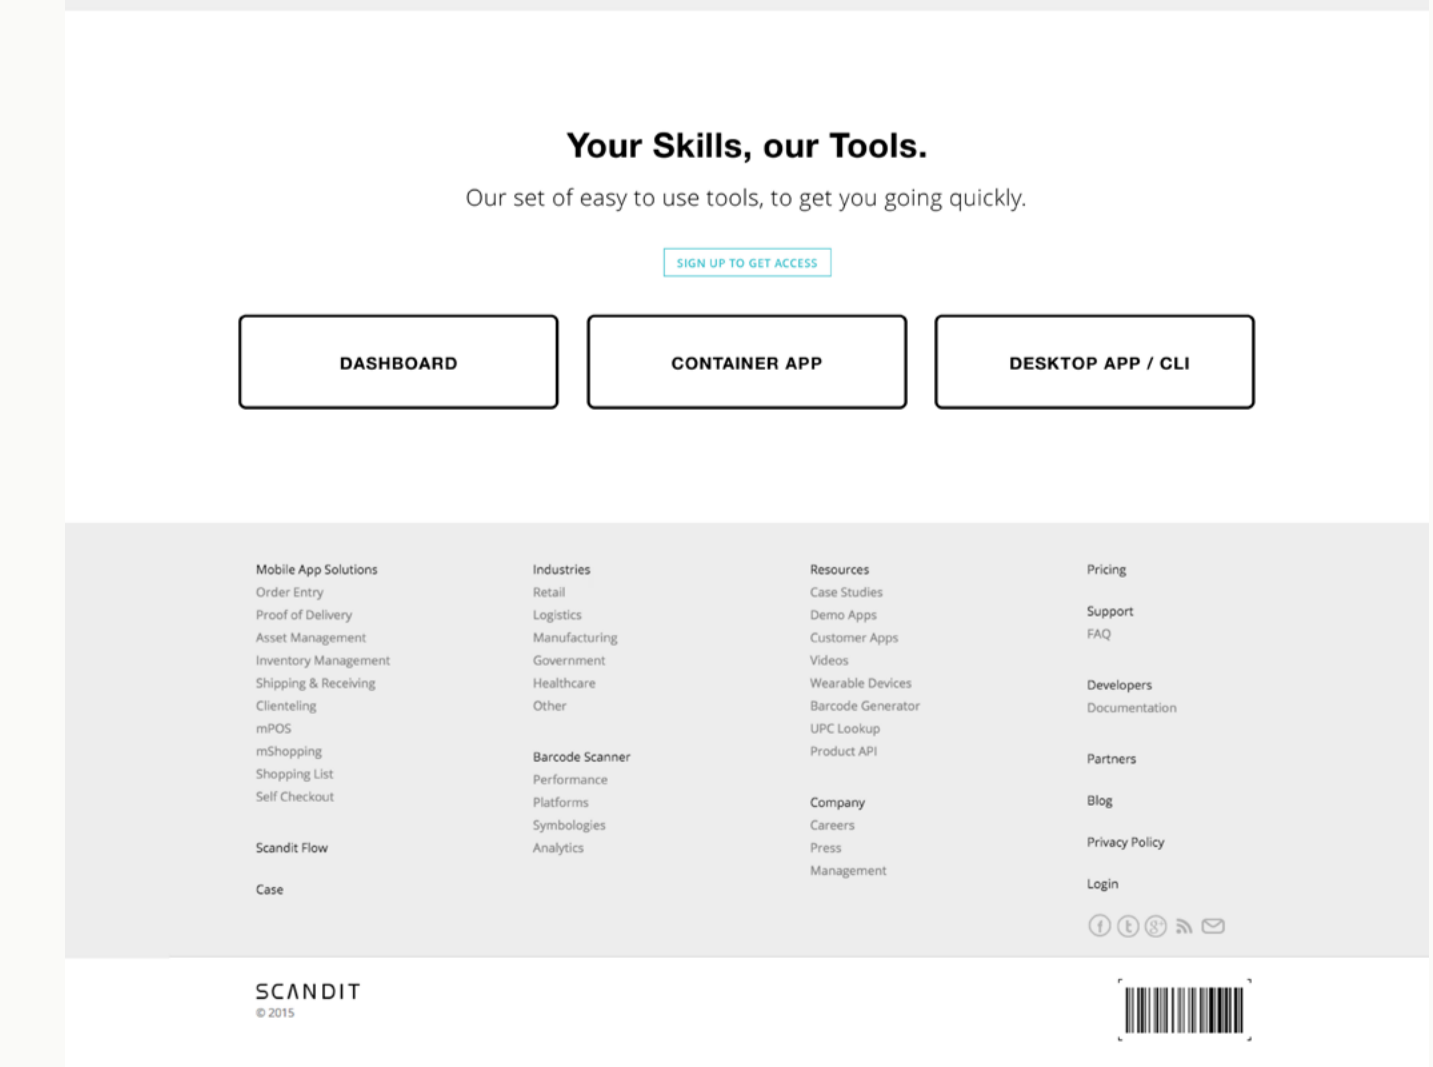 Your Skills, our Tools.
Our set of easy to use tools, to get you going quickly.
SIGN UP TO GET ACCESS
DASHBOARD
CONTAINER APP
DESKTOP APP / CLI
Mobile App Solutions
Order Entry
Proof of Delivery
Asset Management
Inventory Management
Shipping & Receiving
Clienteling
mPOS
mShopping
Shopping List
Self Checkout
Scandit Flow
Case
Industries
Retail
Logistics
Manufacturing
Government
Healthcare
Other
Barcode Scanner
Performance
Platforms
Symbologies
Analytics
Resources
Case Studies
Demo Apps
Customer Apps
Videos
Wearable Devices
Barcode Generator
UPC Lookup
Product API
Company
Careers
Press
Management
Pricing
Support
FAQ
Developers
Documentation
Partners
Blog
Privacy Policy
Login
SCANDIT
© 2015